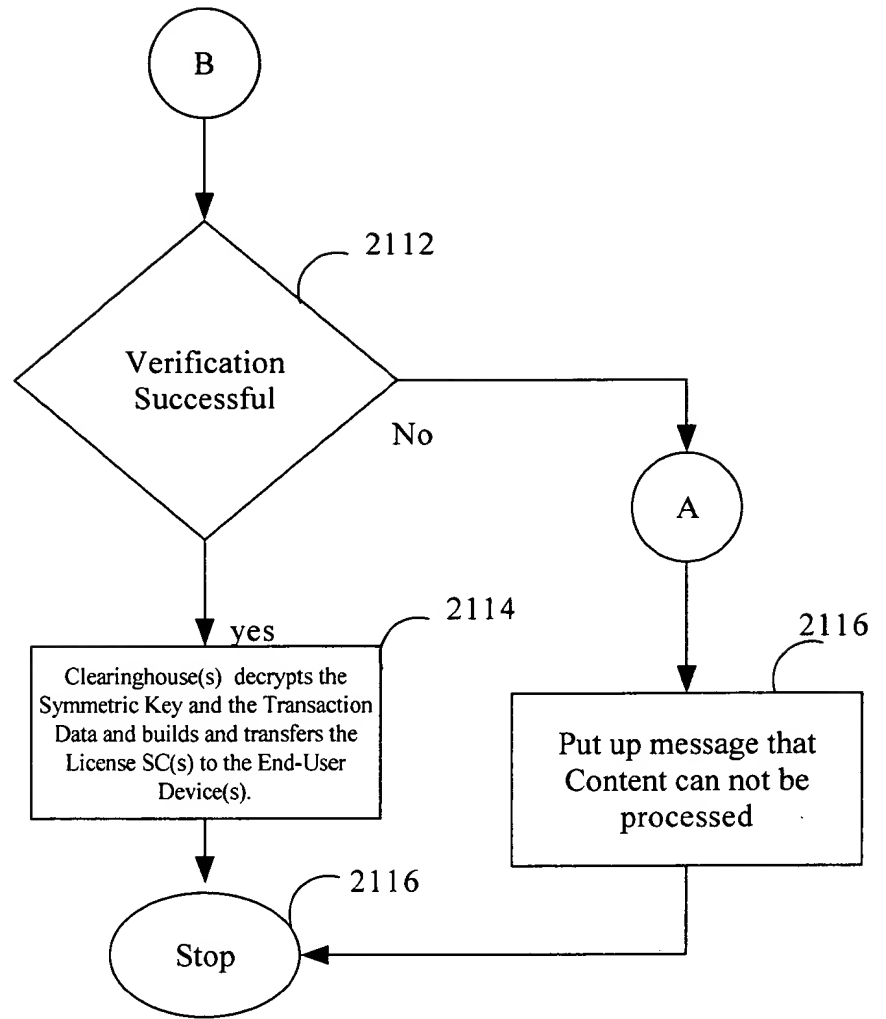 B
2112
Verification
Successful
No
A
yes
2114
Clearinghouse(s) decrypts the
Symmetric Key and the Transaction
Data and builds and transfers the
License SC(s) to the End-User
Device(s).
2116
Put up message that
Content can not be
processed
2116
Stop